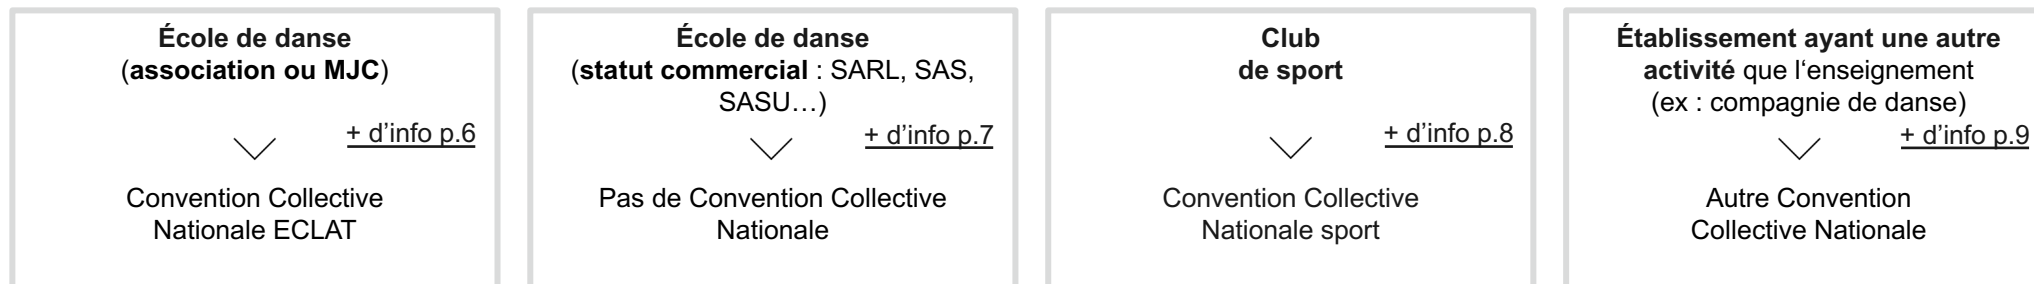 École de danse
(association ou MJC)
+ d’info p.6
Convention Collective
Nationale ECLAT
École de danse
(statut commercial : SARL, SAS,
SASU…)
+ d’info p.7
Pas de Convention Collective
Nationale
Club
de sport
+ d’info p.8
Convention Collective
Nationale sport
Établissement ayant une autre
activité que l‘enseignement
(ex : compagnie de danse)
+ d’info p.9
Autre Convention
Collective Nationale